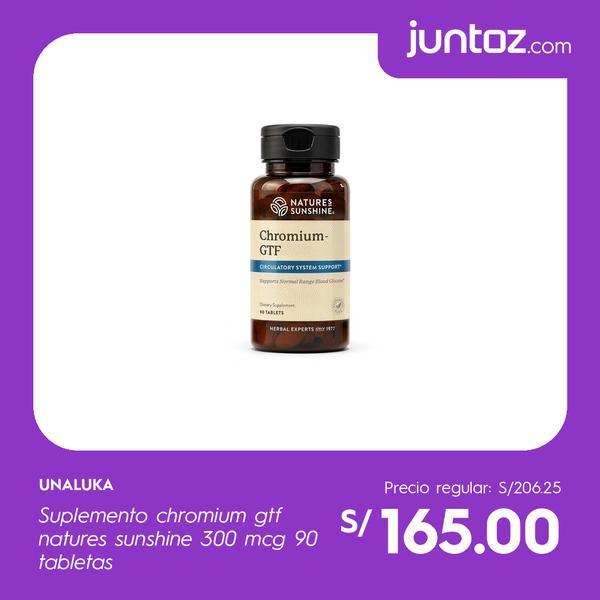 juntoz.com
NATURE'S
SUNSHINE®
Chromium-
GTF
CIRCULATORY SYSTEM SUPPORT*
Supports Normal Range Blood Glucose*
Dietary Supplement
90 TABLETS
HERBAL EXPERTS SINCE 1972
UNALUKA
Suplemento chromium gtf
natures sunshine 300 mcg 90
tabletas
Precio regular: S/206.25
S/165.00